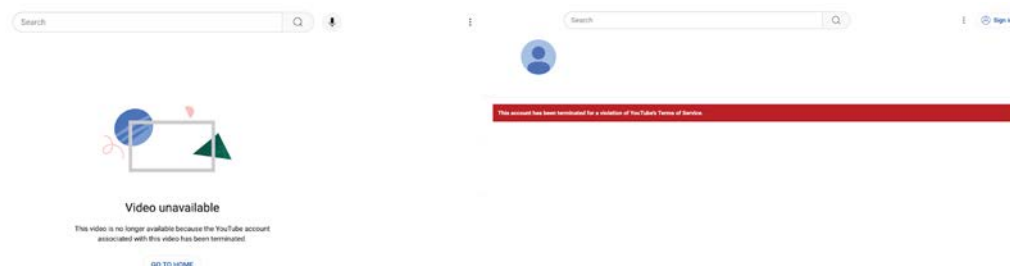 Search
Video unavailable
This video is no longer available because the YouTube account
associated with this video has been terminated.
GO TO HOME
Search
Sign
This account has been terminated for a violation of YouTube's Terms of Service.